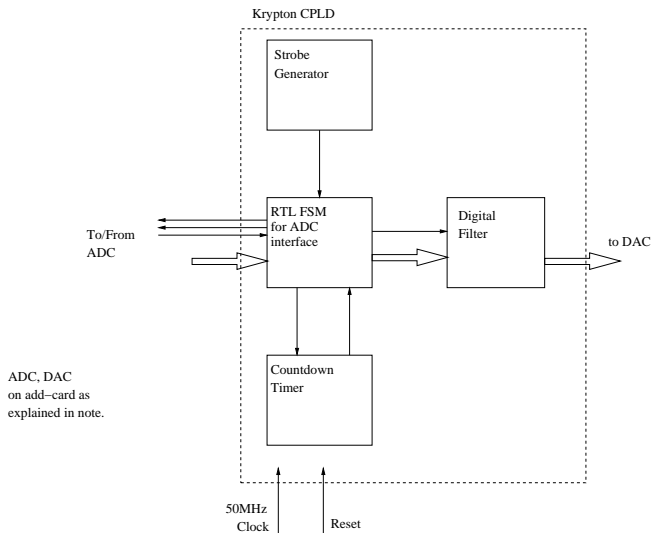 Krypton CPLD
Strobe
Generator
RTL FSM
for ADC
interface
Digital
Filter
To/From
ADC
to DAC
Countdown
Timer
ADC, DAC
on add−card as
explained in note.
50MHz
Clock
Reset